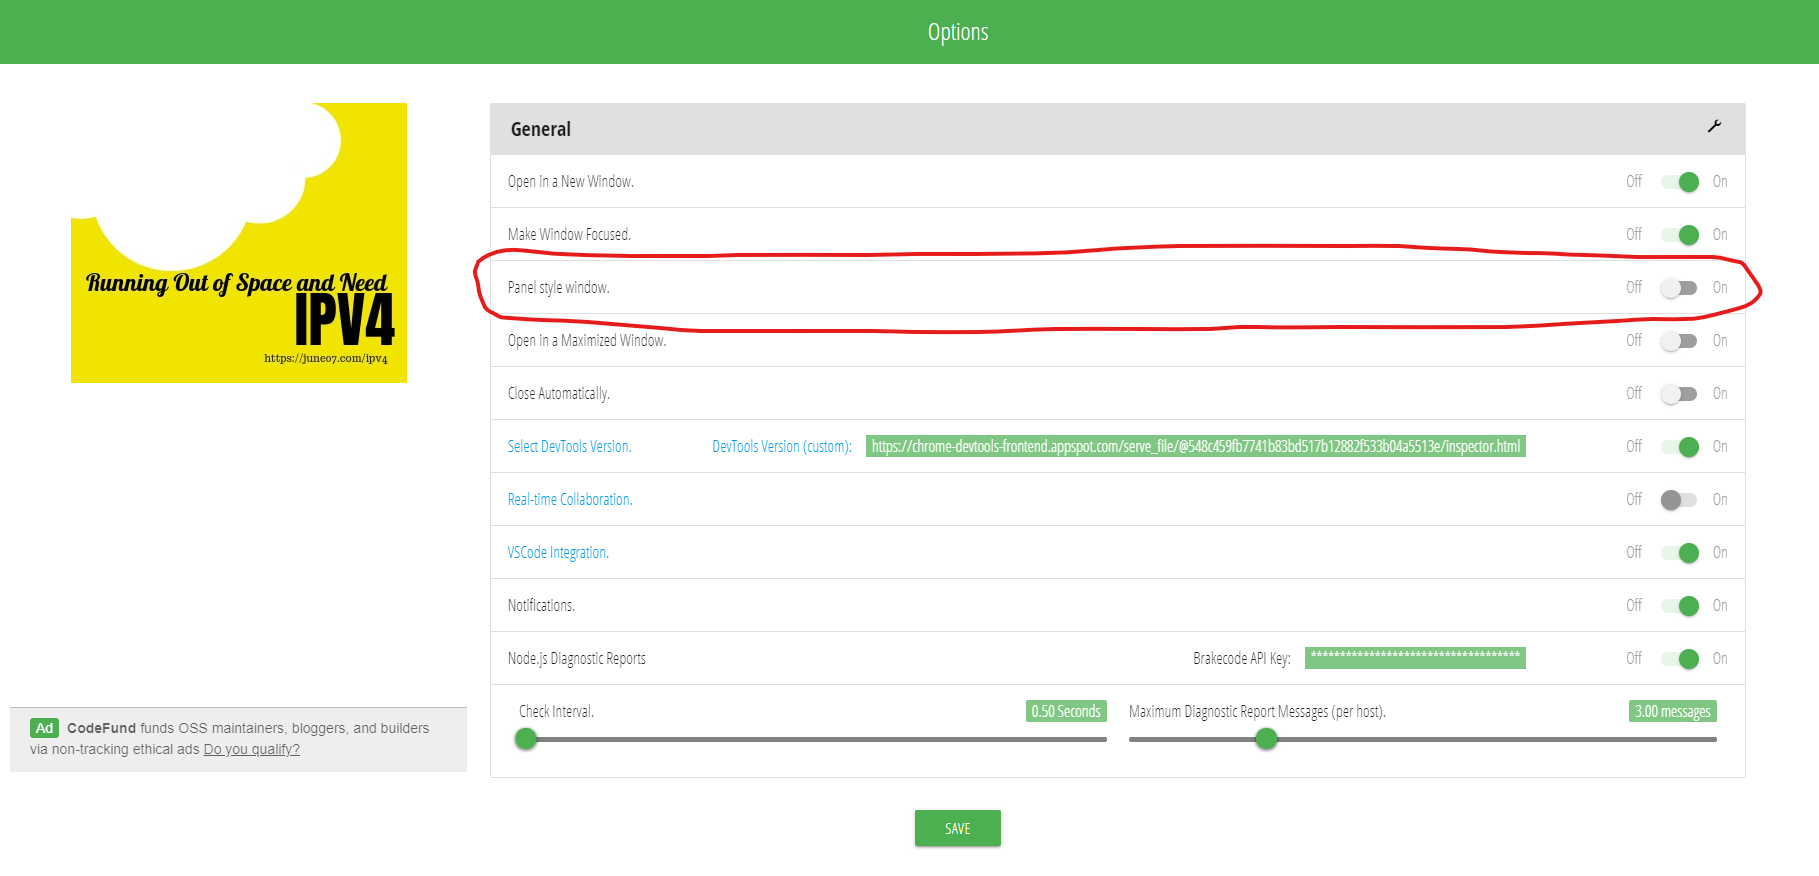 Options
Running Out of Space and Need
IPV4
https://juneo7.com/ipv4
General
Open in a New Window. Off On
Make Window Focused. Off On
Panel style window. Off On
Open in a Maximized Window. Off On
Close Automatically. Off On
Select DevTools Version. DevTools Version (custom): https://chrome-devtools-frontend.appspot.com/serve_file/@548c459fb7741b83bd517b12882f533b04a5513e/inspector.html Off On
Real-time Collaboration. Off On
VSCode Integration. Off On
Notifications. Off On
Node.js Diagnostic Reports Brakecode API Key: ************************************ Off On
Check Interval. 0.50 Seconds Maximum Diagnostic Report Messages (per host). 3.00 messages
Ad CodeFund funds OSS maintainers, bloggers, and builders
via non-tracking ethical ads Do you qualify?
SAVE